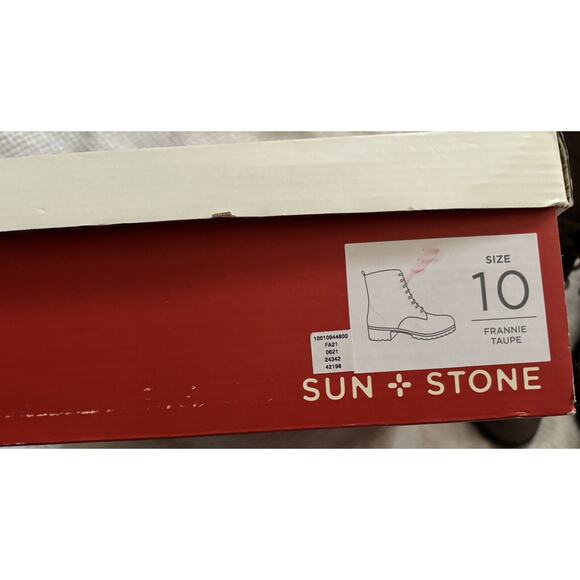 SIZE
10
FRANNIE
TAUPE
10010944600
FA21
0621
24342
42198
SUN + STONE